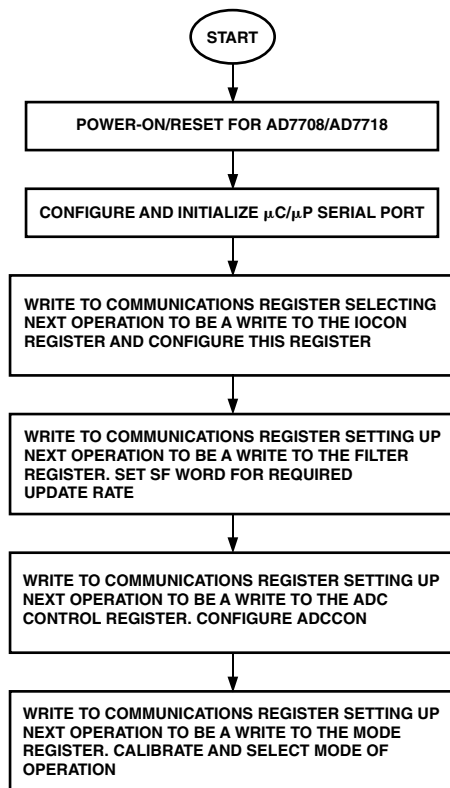 START
POWER-ON/RESET FOR AD7708/AD7718
CONFIGURE AND INITIALIZE μC/μP SERIAL PORT
WRITE TO COMMUNICATIONS REGISTER SELECTING
NEXT OPERATION TO BE A WRITE TO THE IOCON
REGISTER AND CONFIGURE THIS REGISTER
WRITE TO COMMUNICATIONS REGISTER SETTING UP
NEXT OPERATION TO BE A WRITE TO THE FILTER
REGISTER. SET SF WORD FOR REQUIRED
UPDATE RATE
WRITE TO COMMUNICATIONS REGISTER SETTING UP
NEXT OPERATION TO BE A WRITE TO THE ADC
CONTROL REGISTER. CONFIGURE ADCCON
WRITE TO COMMUNICATIONS REGISTER SETTING UP
NEXT OPERATION TO BE A WRITE TO THE MODE
REGISTER. CALIBRATE AND SELECT MODE OF
OPERATION